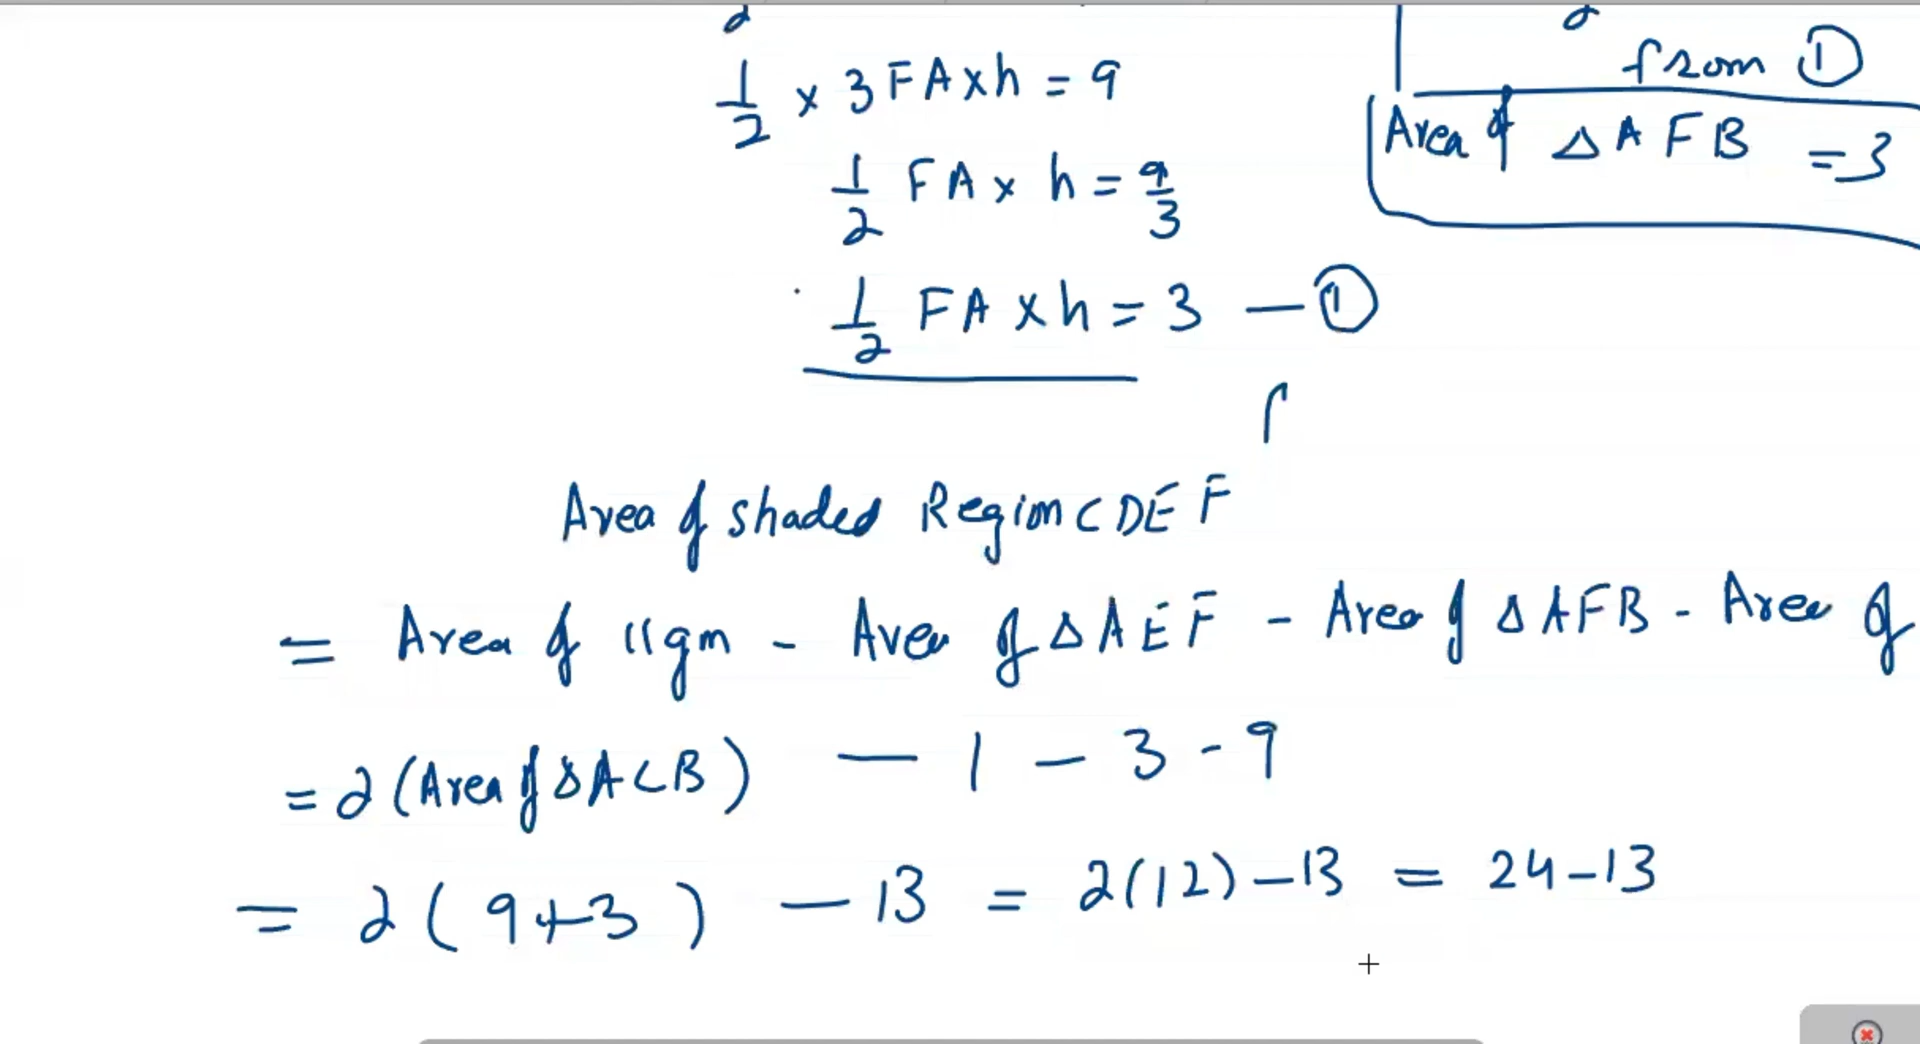 1/2 × 3FA×h = 9
from ①
1/2 FA× h = 9/3
Area of △AFB = 3
1/2 FA×h = 3 — ①
Area of shaded Region CDEF
= Area of ||gm - Area of △AEF - Area of △AFB - Area of
= 2(Area of △ACB) — 1 — 3 - 9
= 2(9+3) — 13 = 2(12) – 13 = 24 – 13